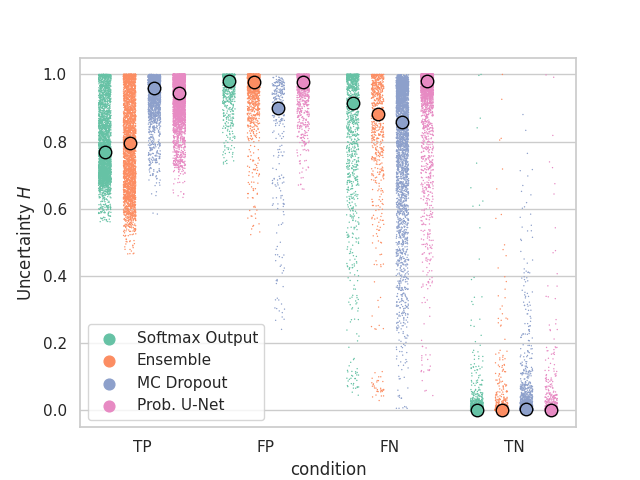 1.0
0.8
0.6
0.4
0.2
0.0
Uncertainty H
Softmax Output
Ensemble
MC Dropout
Prob. U-Net
TP FP FN TN
condition